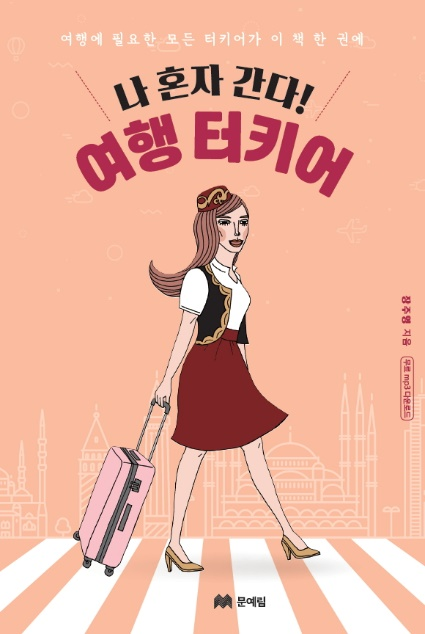 여행에 필요한 모든 터키어가 이 책 한 권에
나 혼자 간다!
여행 터키어
장주영 지음
무료 mp3 다운로드
문예림